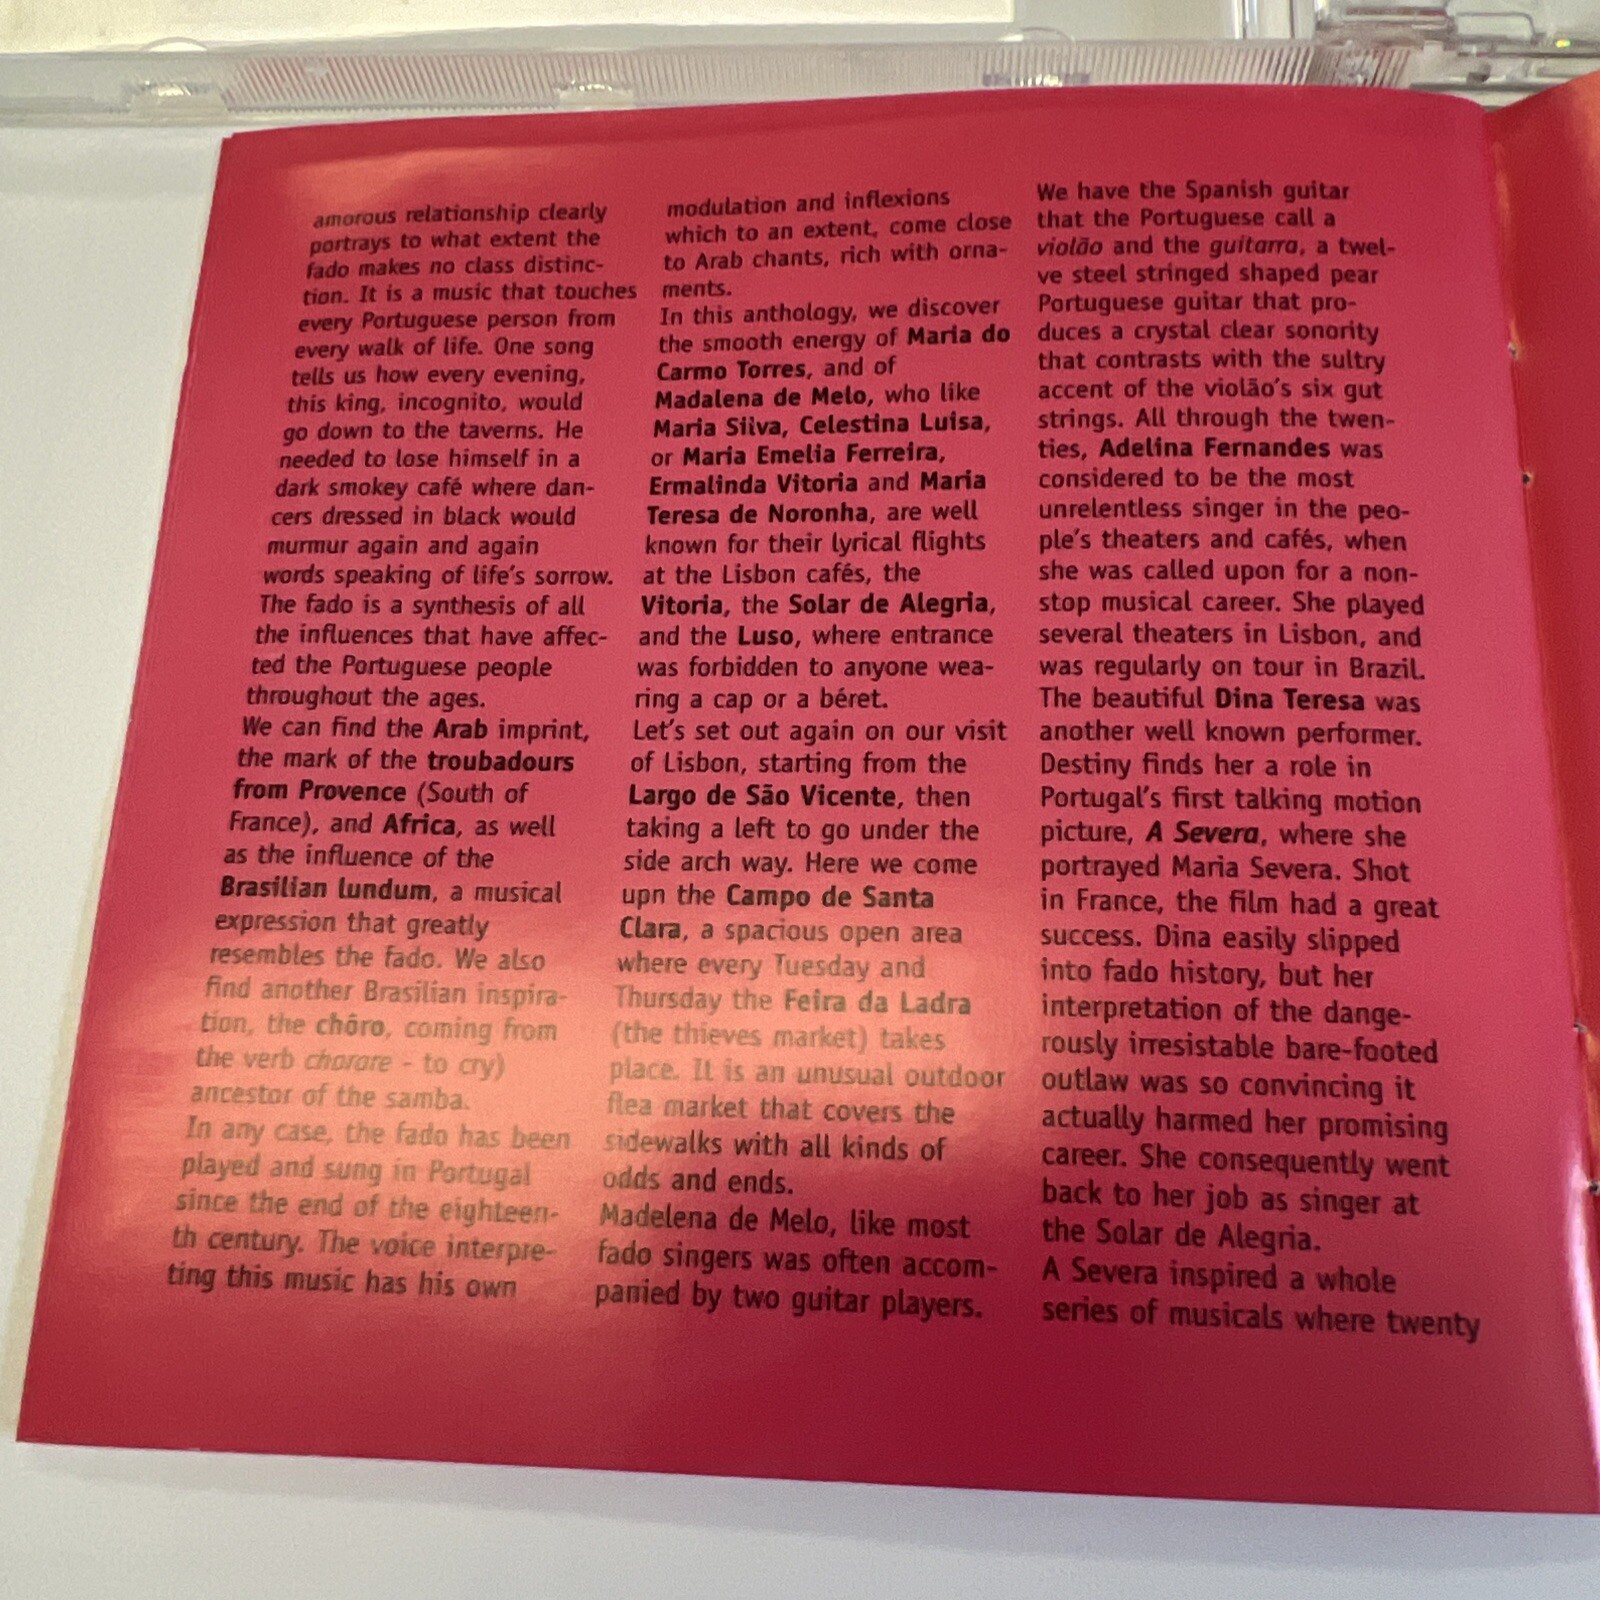 amorous relationship clearly
portrays to what extent the
fado makes no class distinc-
tion. It is a music that touches
every Portuguese person from
every walk of life. One song
tells us how every evening,
this king, incognito, would
go down to the taverns. He
needed to lose himself in a
dark smokey café where dan-
cers dressed in black would
murmur again and again
words speaking of life's sorrow.
The fado is a synthesis of all
the influences that have affec-
ted the Portuguese people
throughout the ages.
We can find the Arab imprint,
the mark of the troubadours
from Provence (South of
France), and Africa, as well
as the influence of the
Brasilian lundum, a musical
expression that greatly
resembles the fado. We also
find another Brasilian inspira-
tion, the chôro, coming from
the verb chorare - to cry)
ancestor of the samba.
In any case, the fado has been
played and sung in Portugal
since the end of the eighteen-
th century. The voice interpre-
ting this music has his own
modulation and inflexions
which to an extent, come close
to Arab chants, rich with orna-
ments.
In this anthology, we discover
the smooth energy of Maria do
Carmo Torres, and of
Madalena de Melo, who like
Maria Silva, Celestina Luisa,
or Maria Emelia Ferreira,
Ermalinda Vitoria and Maria
Teresa de Noronha, are well
known for their lyrical flights
at the Lisbon cafés, the
Vitoria, the Solar de Alegria,
and the Luso, where entrance
was forbidden to anyone wea-
ring a cap or a béret.
Let's set out again on our visit
of Lisbon, starting from the
Largo de São Vicente, then
taking a left to go under the
side arch way. Here we come
upn the Campo de Santa
Clara, a spacious open area
where every Tuesday and
Thursday the Feira da Ladra
(the thieves market) takes
place. It is an unusual outdoor
flea market that covers the
sidewalks with all kinds of
odds and ends.
Madelena de Melo, like most
fado singers was often accom-
panied by two guitar players.
We have the Spanish guitar
that the Portuguese call a
violão and the guitarra, a twel-
ve steel stringed shaped pear
Portuguese guitar that pro-
duces a crystal clear sonority
that contrasts with the sultry
accent of the violão's six gut
strings. All through the twen-
ties, Adelina Fernandes was
considered to be the most
unrelentless singer in the peo-
ple's theaters and cafés, when
she was called upon for a non-
stop musical career. She played
several theaters in Lisbon, and
was regularly on tour in Brazil.
The beautiful Dina Teresa was
another well known performer.
Destiny finds her a role in
Portugal's first talking motion
picture, A Severa, where she
portrayed Maria Severa. Shot
in France, the film had a great
success. Dina easily slipped
into fado history, but her
interpretation of the dange-
rously irresistable bare-footed
outlaw was so convincing it
actually harmed her promising
career. She consequently went
back to her job as singer at
the Solar de Alegria.
A Severa inspired a whole
series of musicals where twenty